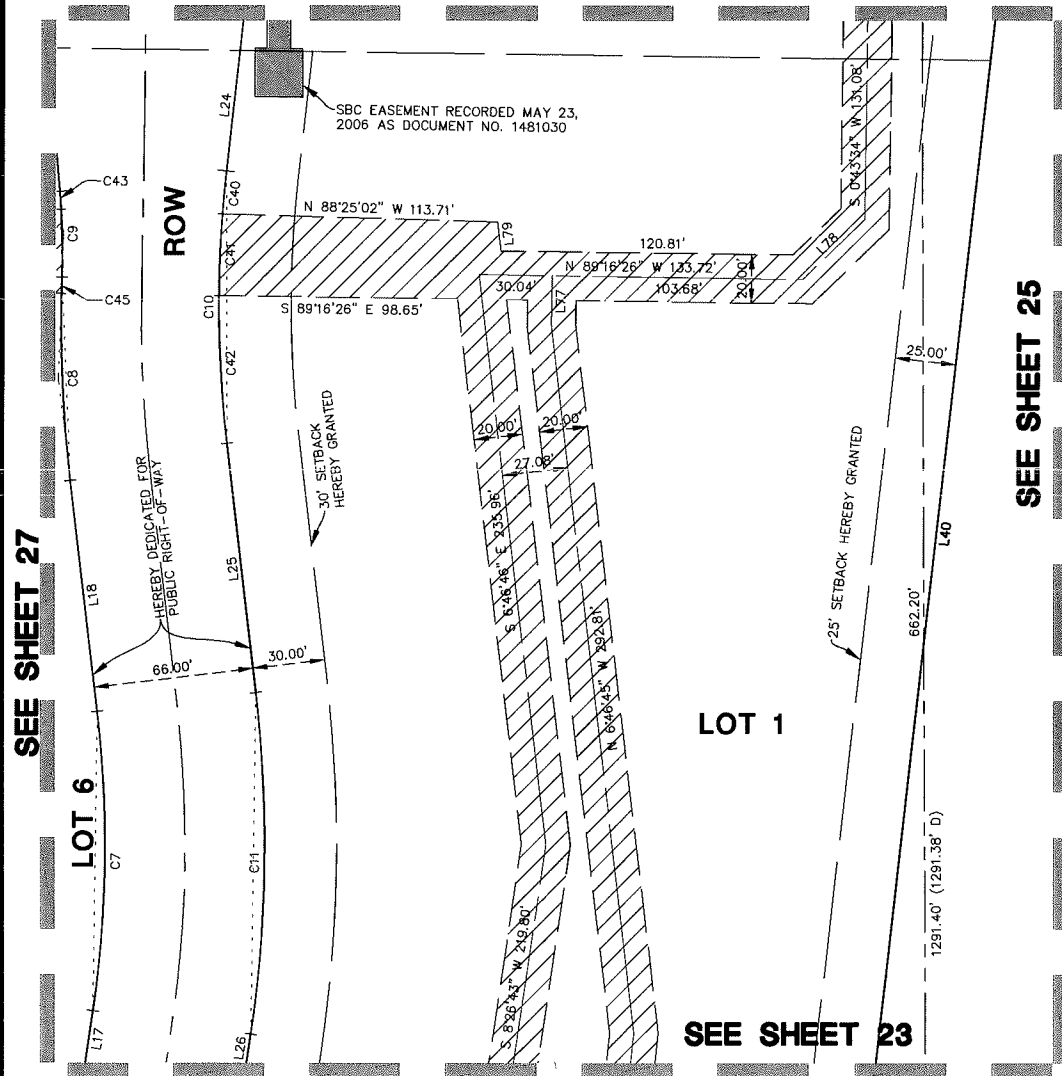 SBC EASEMENT RECORDED MAY 23,
2006 AS DOCUMENT NO. 1481030
L24
C43
C40
C9
ROW
N 88°25'02" W 113.71'
L79
S 0°43'34" W 131.08'
L78
C41
120.81'
N 89°16'26" W 133.72'
20.00'
C45
30.04'
103.68'
L77
C10
S 89°16'26" E 98.65'
C42
C8
25.00'
SEE SHEET 25
30' SETBACK
HEREBY GRANTED
20.00'
20.00'
27.08'
HEREBY DEDICATED FOR
PUBLIC RIGHT-OF-WAY
S 6°46'46" E 235.96'
L40
SEE SHEET 27
L18
L25
25' SETBACK HEREBY GRANTED
662.20'
66.00'
30.00'
N 6°46'45" W 292.81'
LOT 1
LOT 6
C7
C11
1291.40' (1291.38' D)
S 8°26'43" W 219.80'
L17
L26
SEE SHEET 23